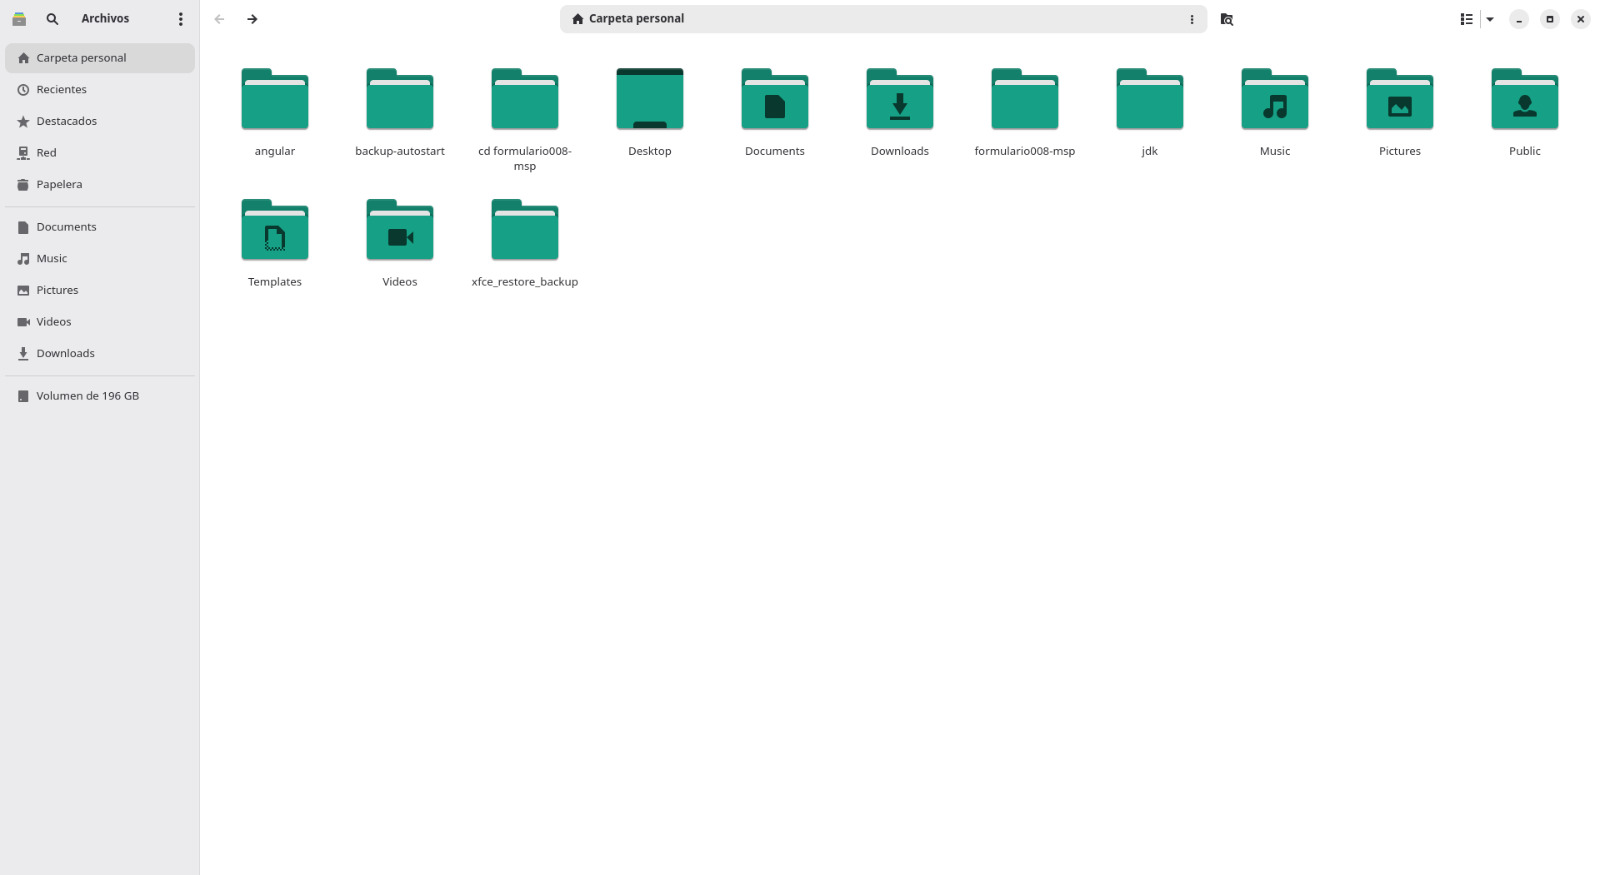 Archivos
Carpeta personal
Carpeta personal
Recientes
Destacados
Red
Papelera
Documents
Music
Pictures
Videos
Downloads
Volumen de 196 GB
angular
backup-autostart
cd formulario008-
msp
Desktop
Documents
Downloads
formulario008-msp
jdk
Music
Pictures
Public
Templates
Videos
xfce_restore_backup